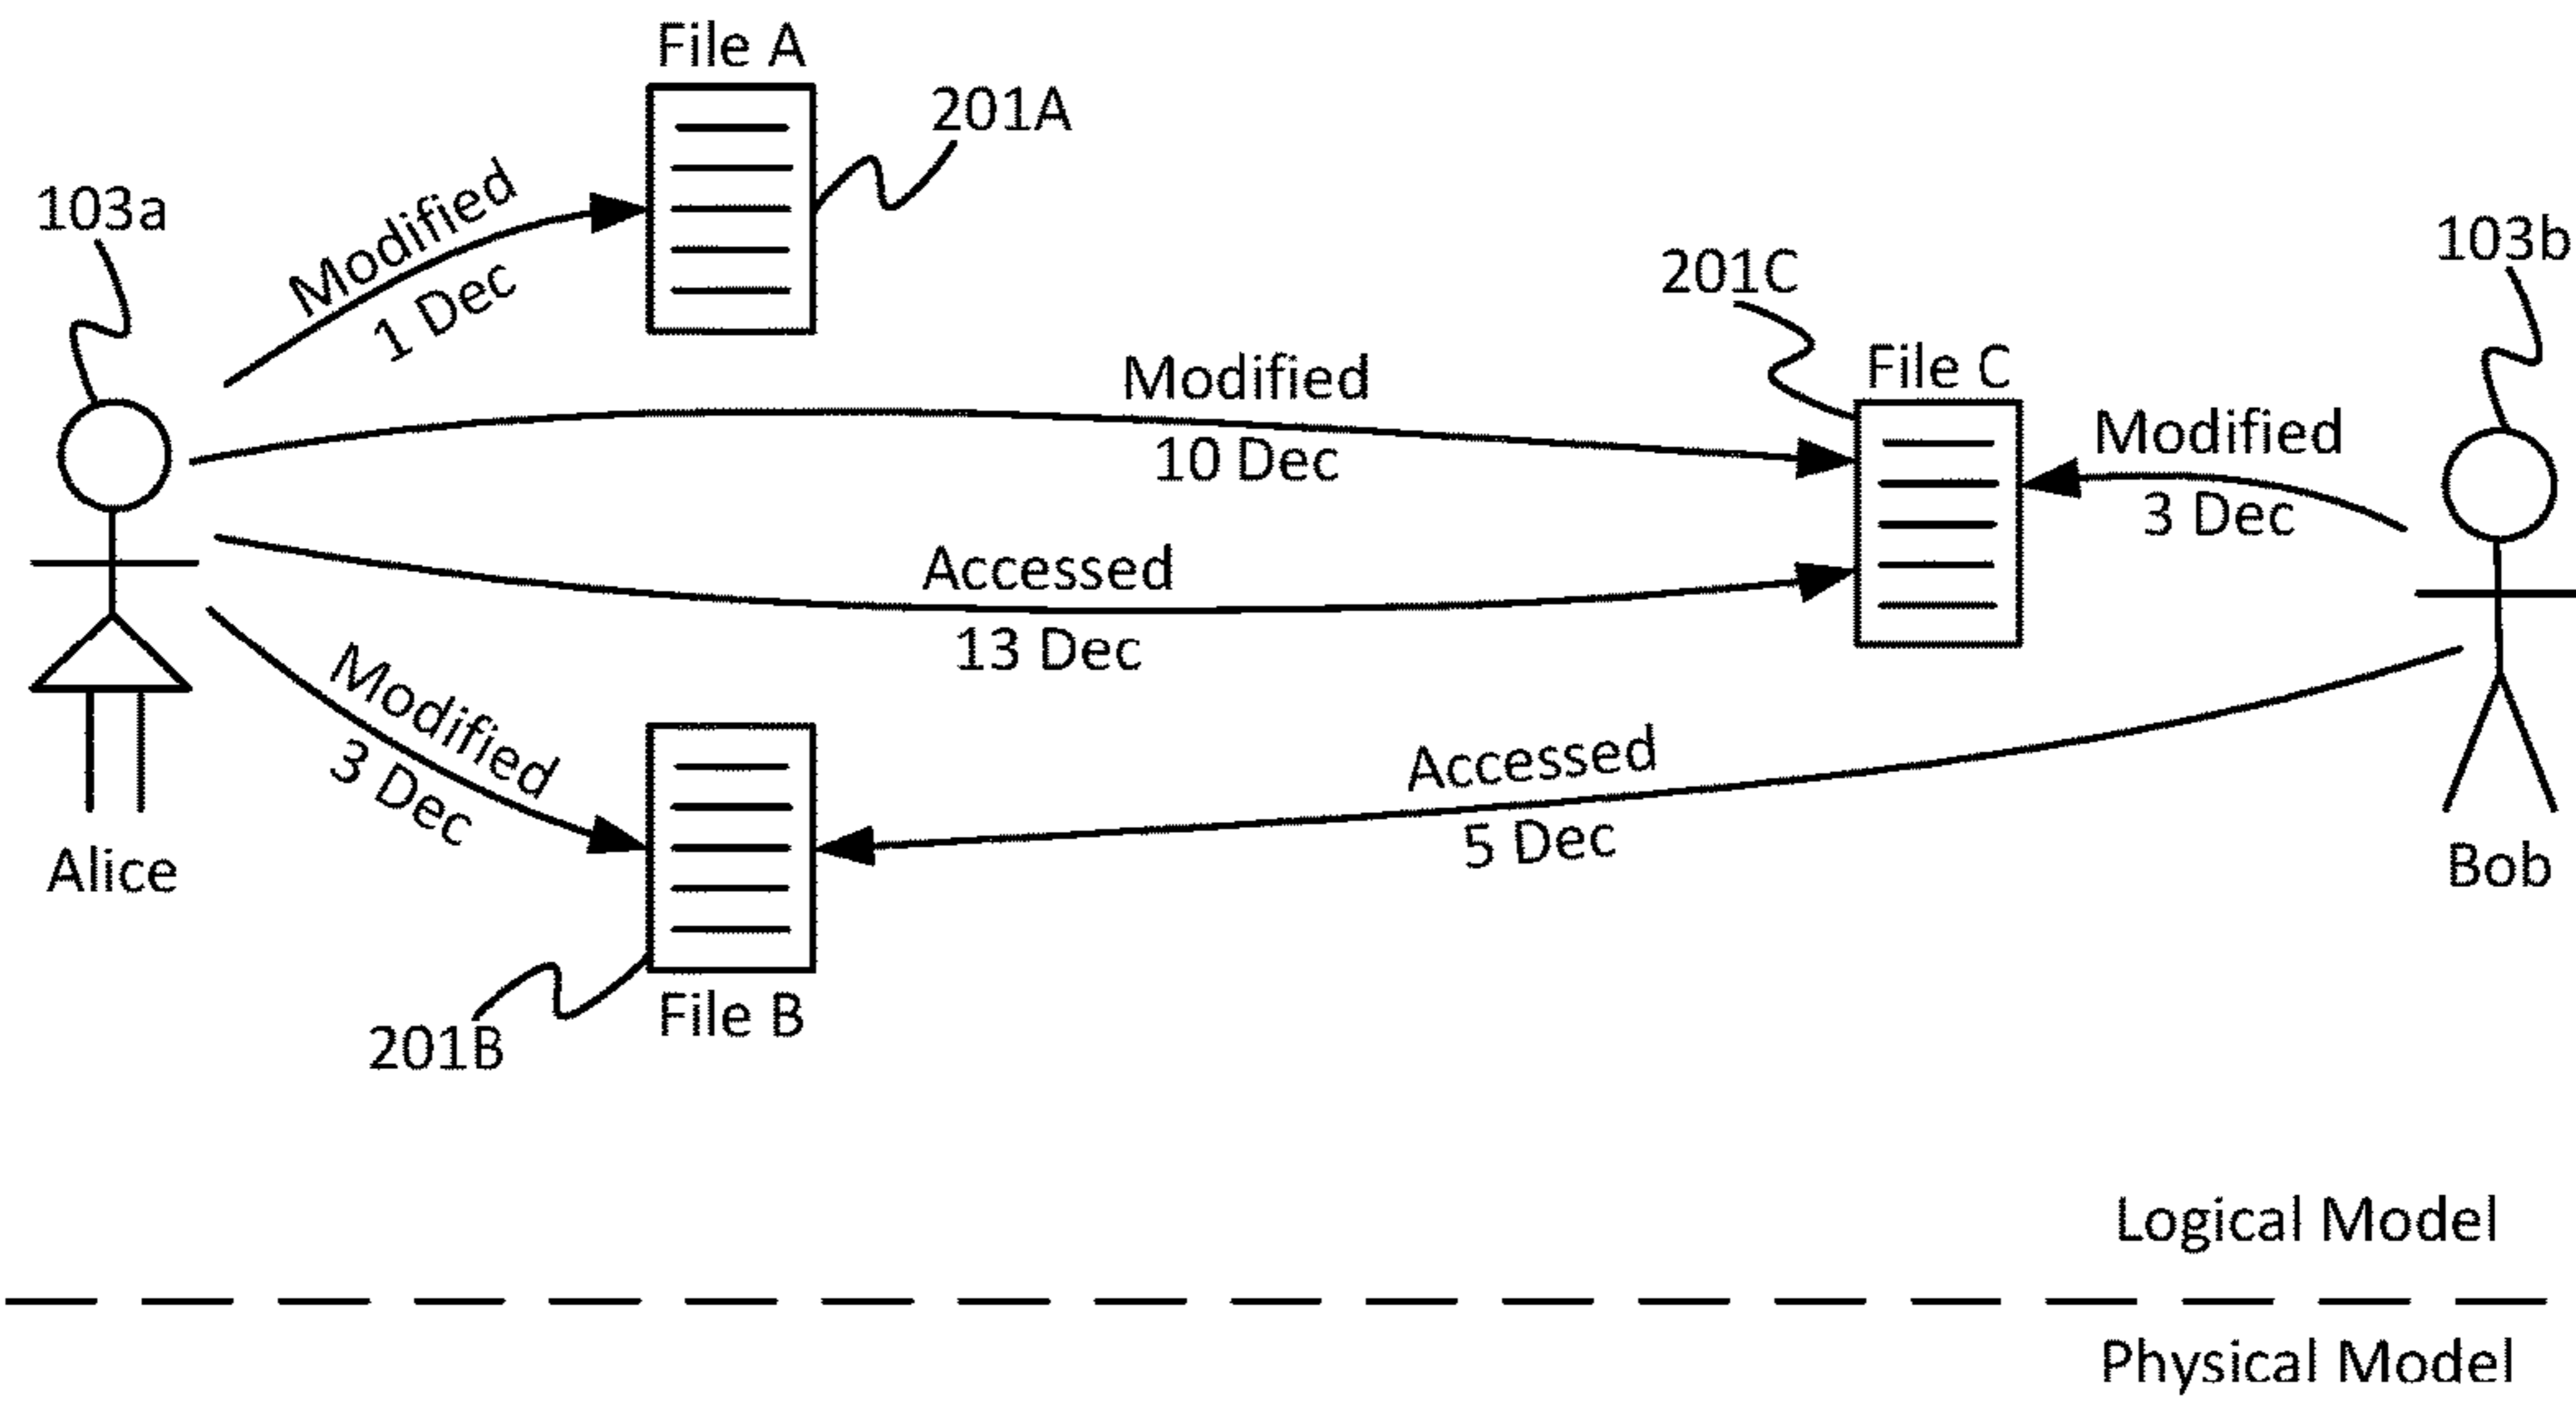 File A
201A
103a
Modified
1 Dec
103b
201C
File C
Modified
10 Dec
Modified
3 Dec
Accessed
13 Dec
Modified
3 Dec
Accessed
5 Dec
Alice
Bob
File B
201B
Logical Model
Physical Model